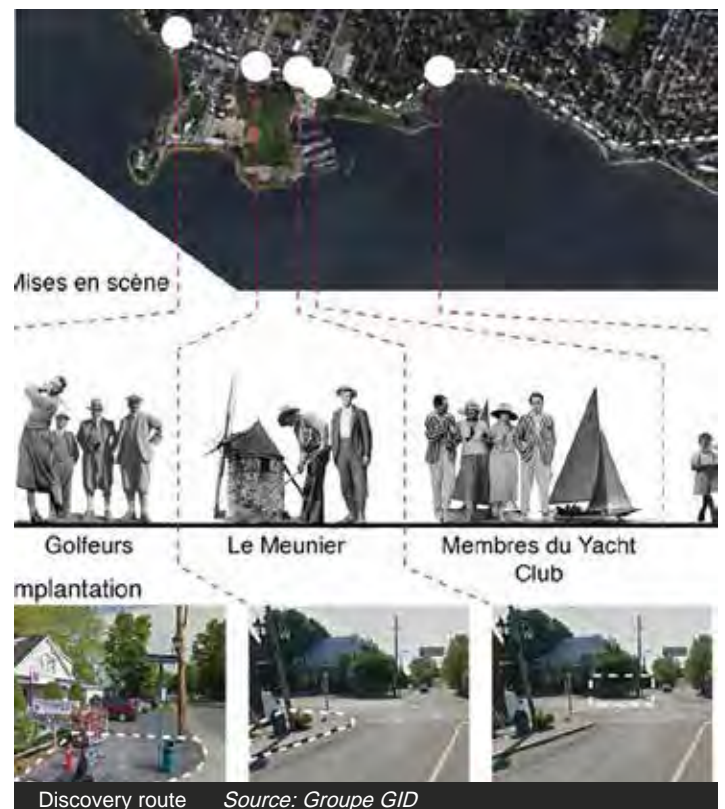 Mises en scène
Golfeurs
Le Meunier
Membres du Yacht
Club
mplantation
Discovery route Source: Groupe GID